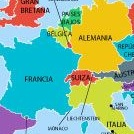 GRAN
BRETAÑA
PAÍSES
BAJOS
BÉLGICA
ALEMANIA
FRANCIA
SUIZA
LIECHTENSTEIN
MÓNACO
ITALIA